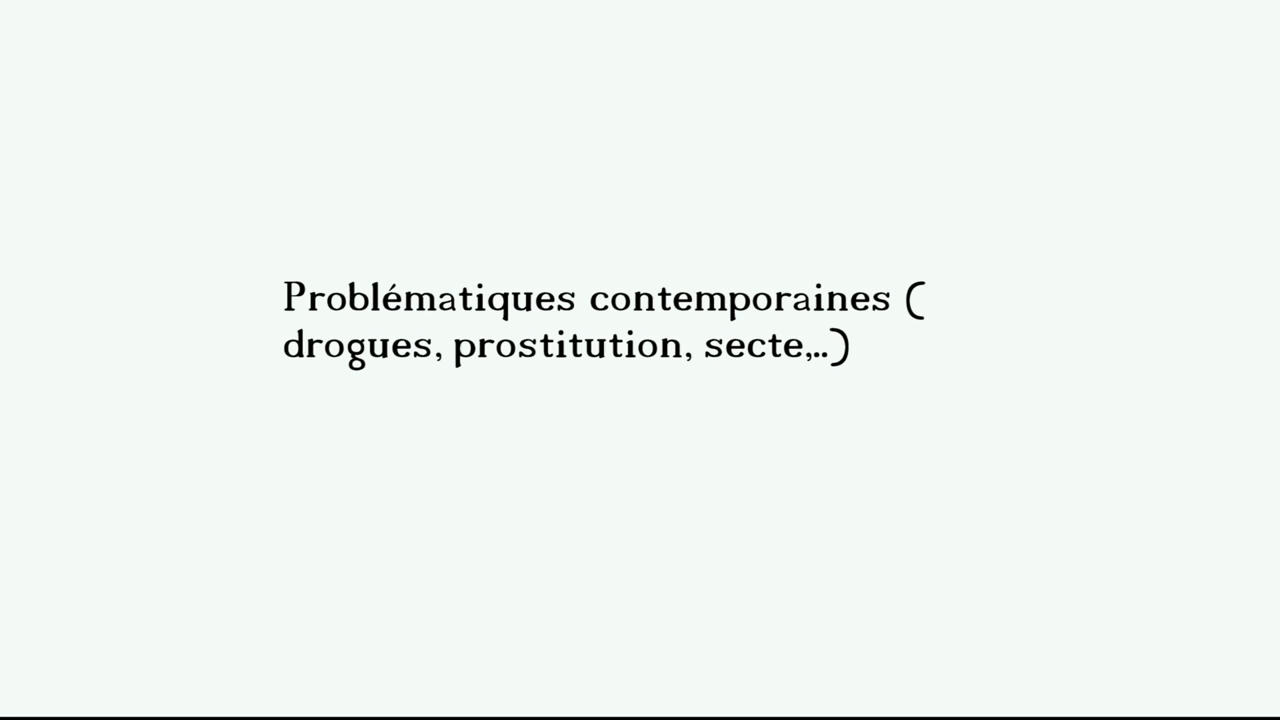 Problématiques contemporaines (
drogues, prostitution, secte,..)